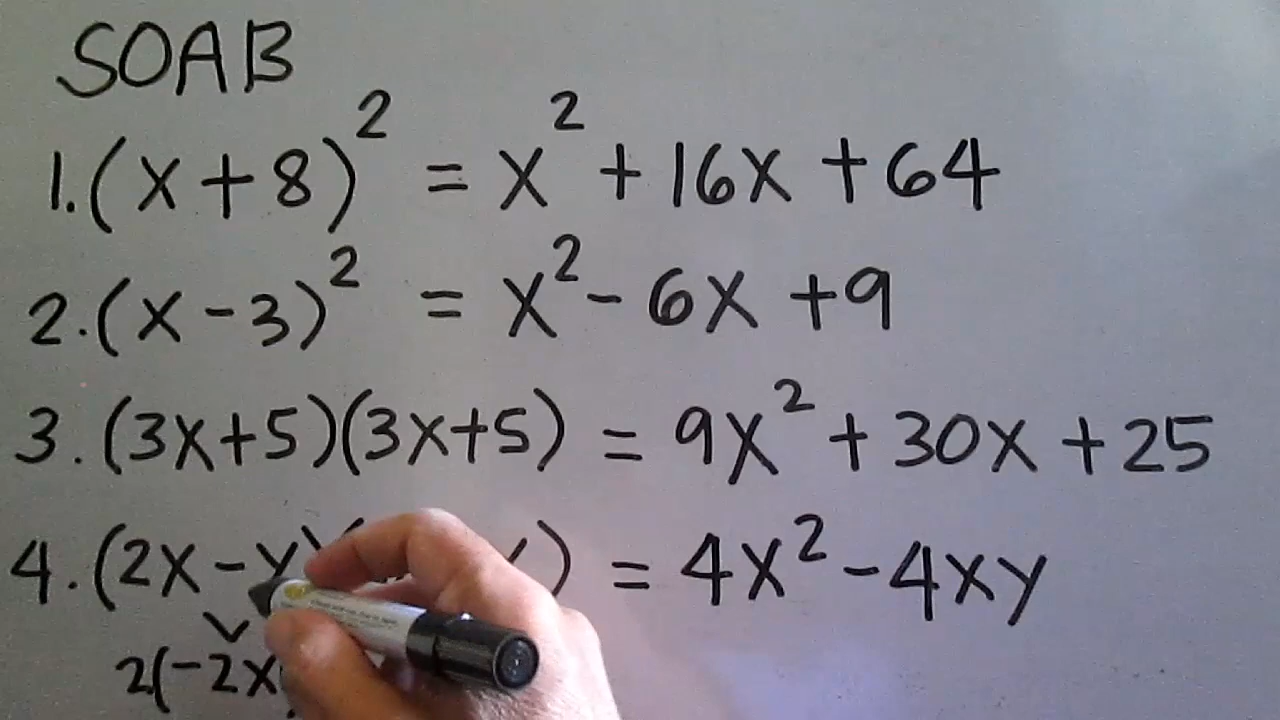 SOAB
1. (x + 8)² = x² + 16x + 64
2. (x - 3)² = x² - 6x + 9
3. (3x+5)(3x+5) = 9x² + 30x + 25
4. (2x - y)( ) = 4x² - 4xy
2(-2x